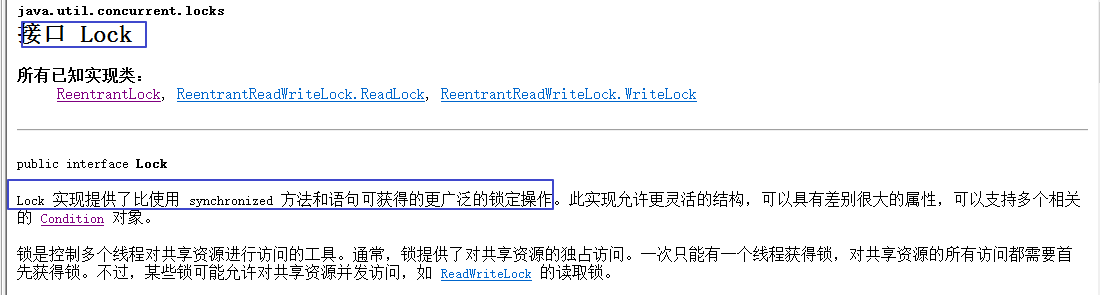 java.util.concurrent.locks
接口 Lock
所有已知实现类：
ReentrantLock, ReentrantReadWriteLock.ReadLock, ReentrantReadWriteLock.WriteLock
public interface Lock
Lock 实现提供了比使用 synchronized 方法和语句可获得的更广泛的锁定操作。此实现允许更灵活的结构，可以具有差别很大的属性，可以支持多个相关
的 Condition 对象。
锁是控制多个线程对共享资源进行访问的工具。通常，锁提供了对共享资源的独占访问。一次只能有一个线程获得锁，对共享资源的所有访问都需要首
先获得锁。不过，某些锁可能允许对共享资源并发访问，如 ReadWriteLock 的读取锁。